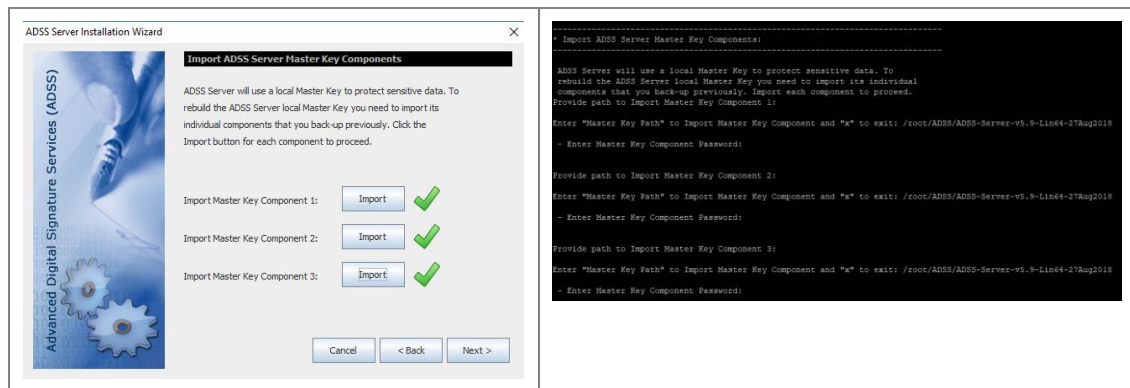 ADSS Server Installation Wizard
Advanced Digital Signature Services (ADSS)
Import ADSS Server Master Key Components
ADSS Server will use a local Master Key to protect sensitive data. To
rebuild the ADSS Server local Master Key you need to import its
individual components that you back-up previously. Click the
Import button for each component to proceed.
Import Master Key Component 1: Import
Import Master Key Component 2: Import
Import Master Key Component 3: Import
Cancel < Back Next >
* Import ADSS Server Master Key Components:
ADSS Server will use a local Master Key to protect sensitive data. To
rebuild the ADSS Server local Master Key you need to import its individual
components that you back-up previously. Import each component to proceed.
Provide path to Import Master Key Component 1:
Enter "Master Key Path" to Import Master Key Component and "x" to exit: /root/ADSS/ADSS-Server-v5.9-Lin64-27Aug2018
- Enter Master Key Component Password:
Provide path to Import Master Key Component 2:
Enter "Master Key Path" to Import Master Key Component and "x" to exit: /root/ADSS/ADSS-Server-v5.9-Lin64-27Aug2018
- Enter Master Key Component Password:
Provide path to Import Master Key Component 3:
Enter "Master Key Path" to Import Master Key Component and "x" to exit: /root/ADSS/ADSS-Server-v5.9-Lin64-27Aug2018
- Enter Master Key Component Password: